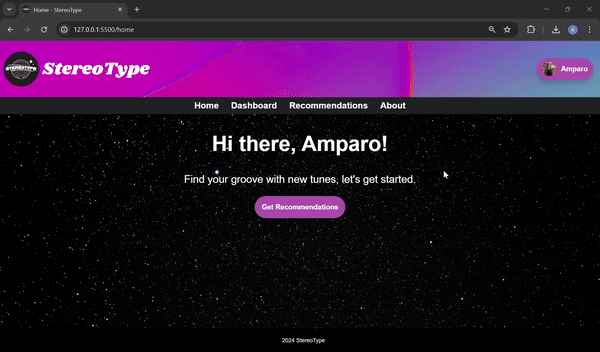 Home - StereoType
127.0.0.1:5500/home
A
STEREOTYPE
StereoType
Amparo
Home Dashboard Recommendations About
Hi there, Amparo!
Find your groove with new tunes, let's get started.
Get Recommendations
2024 StereoType